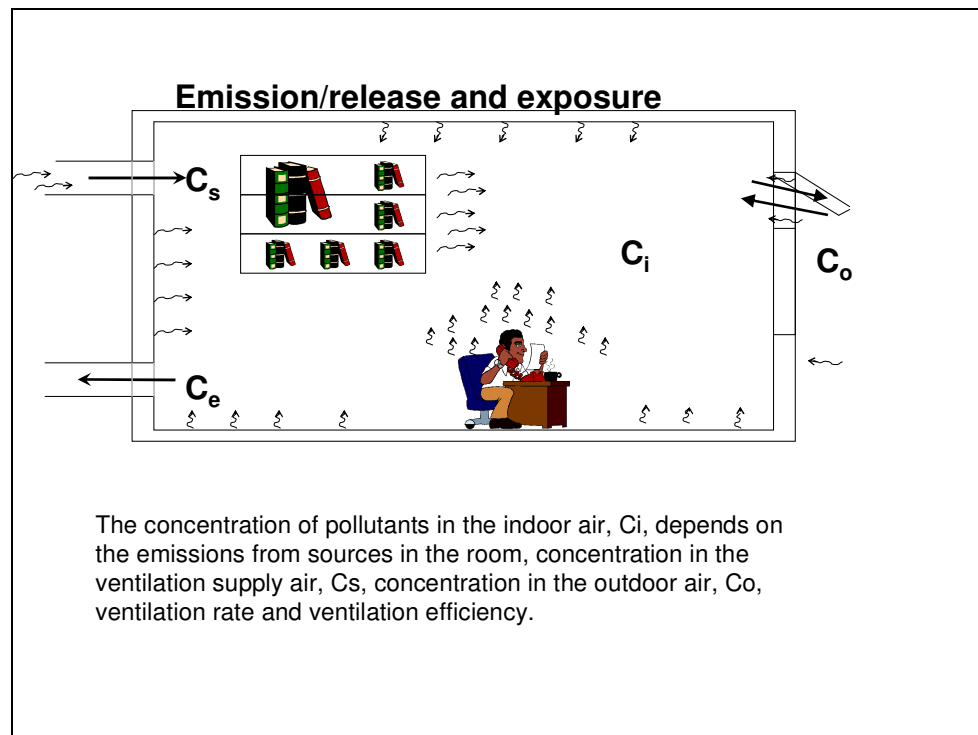 Emission/release and exposure
Cs
Ci
Co
Ce
The concentration of pollutants in the indoor air, Ci, depends on
the emissions from sources in the room, concentration in the
ventilation supply air, Cs, concentration in the outdoor air, Co,
ventilation rate and ventilation efficiency.